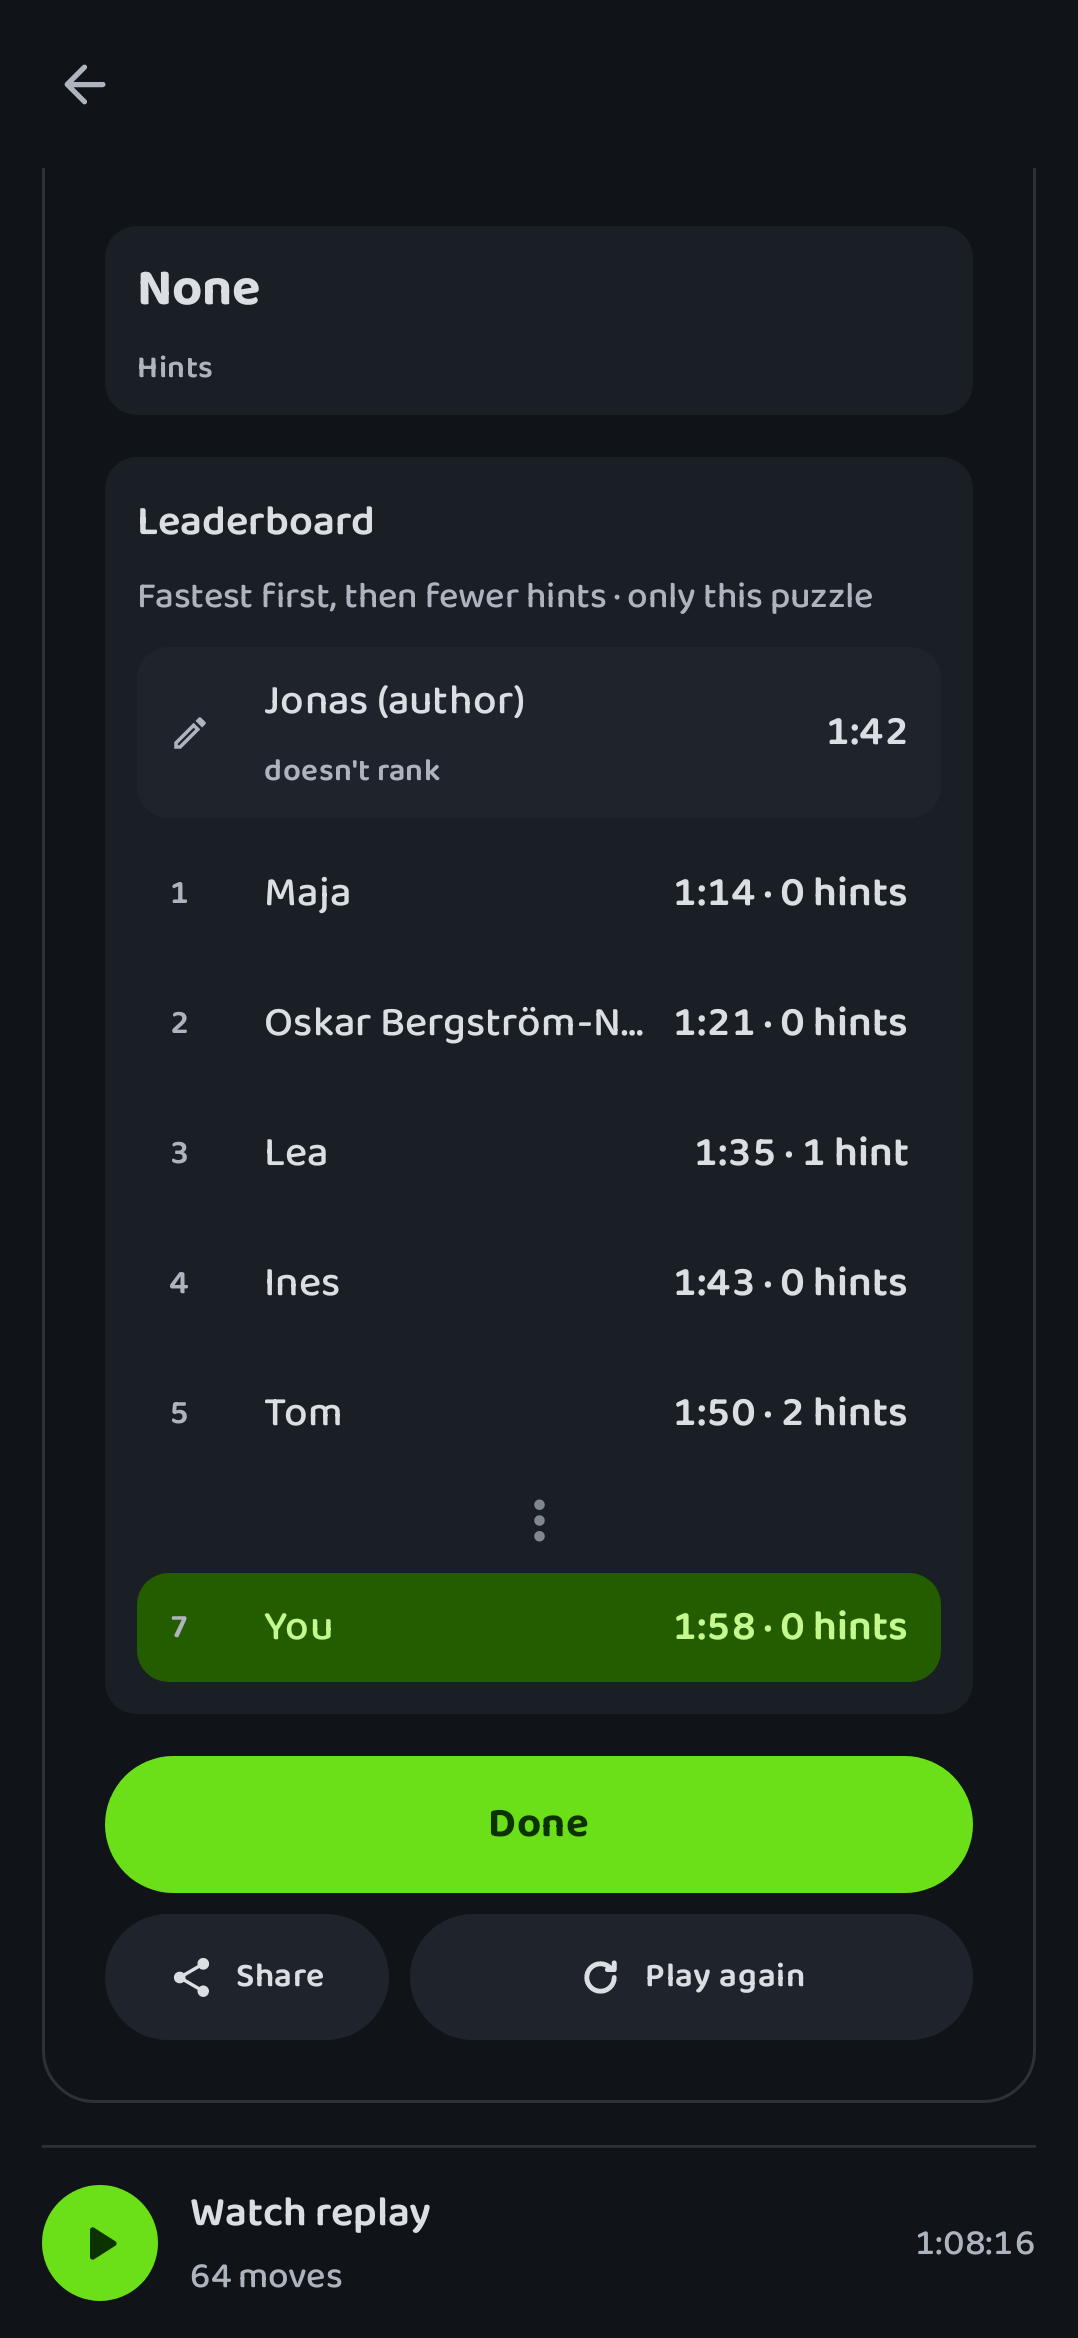 None
Hints
Leaderboard
Fastest first, then fewer hints · only this puzzle
Jonas (author)
doesn't rank
1:42
1 Maja 1:14 · 0 hints
2 Oskar Bergström-N... 1:21 · 0 hints
3 Lea 1:35 · 1 hint
4 Ines 1:43 · 0 hints
5 Tom 1:50 · 2 hints
7 You 1:58 · 0 hints
Done
Share Play again
Watch replay
64 moves
1:08:16